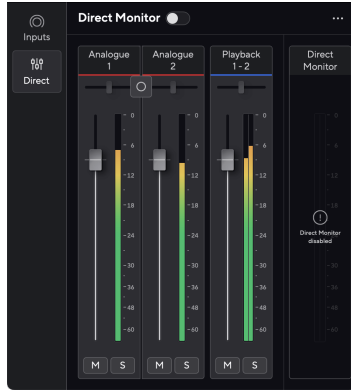 Direct Monitor
Inputs
Direct
Analogue
1
Analogue
2
Playback
1 - 2
Direct
Monitor
0
6
-12
-18
-24
-30
-36
-48
-60
0
6
-12
-18
-24
-30
-36
-48
-60
0
6
-12
-18
-24
-30
-36
-48
-60
Direct Monitor
disabled
M S
M S
M S